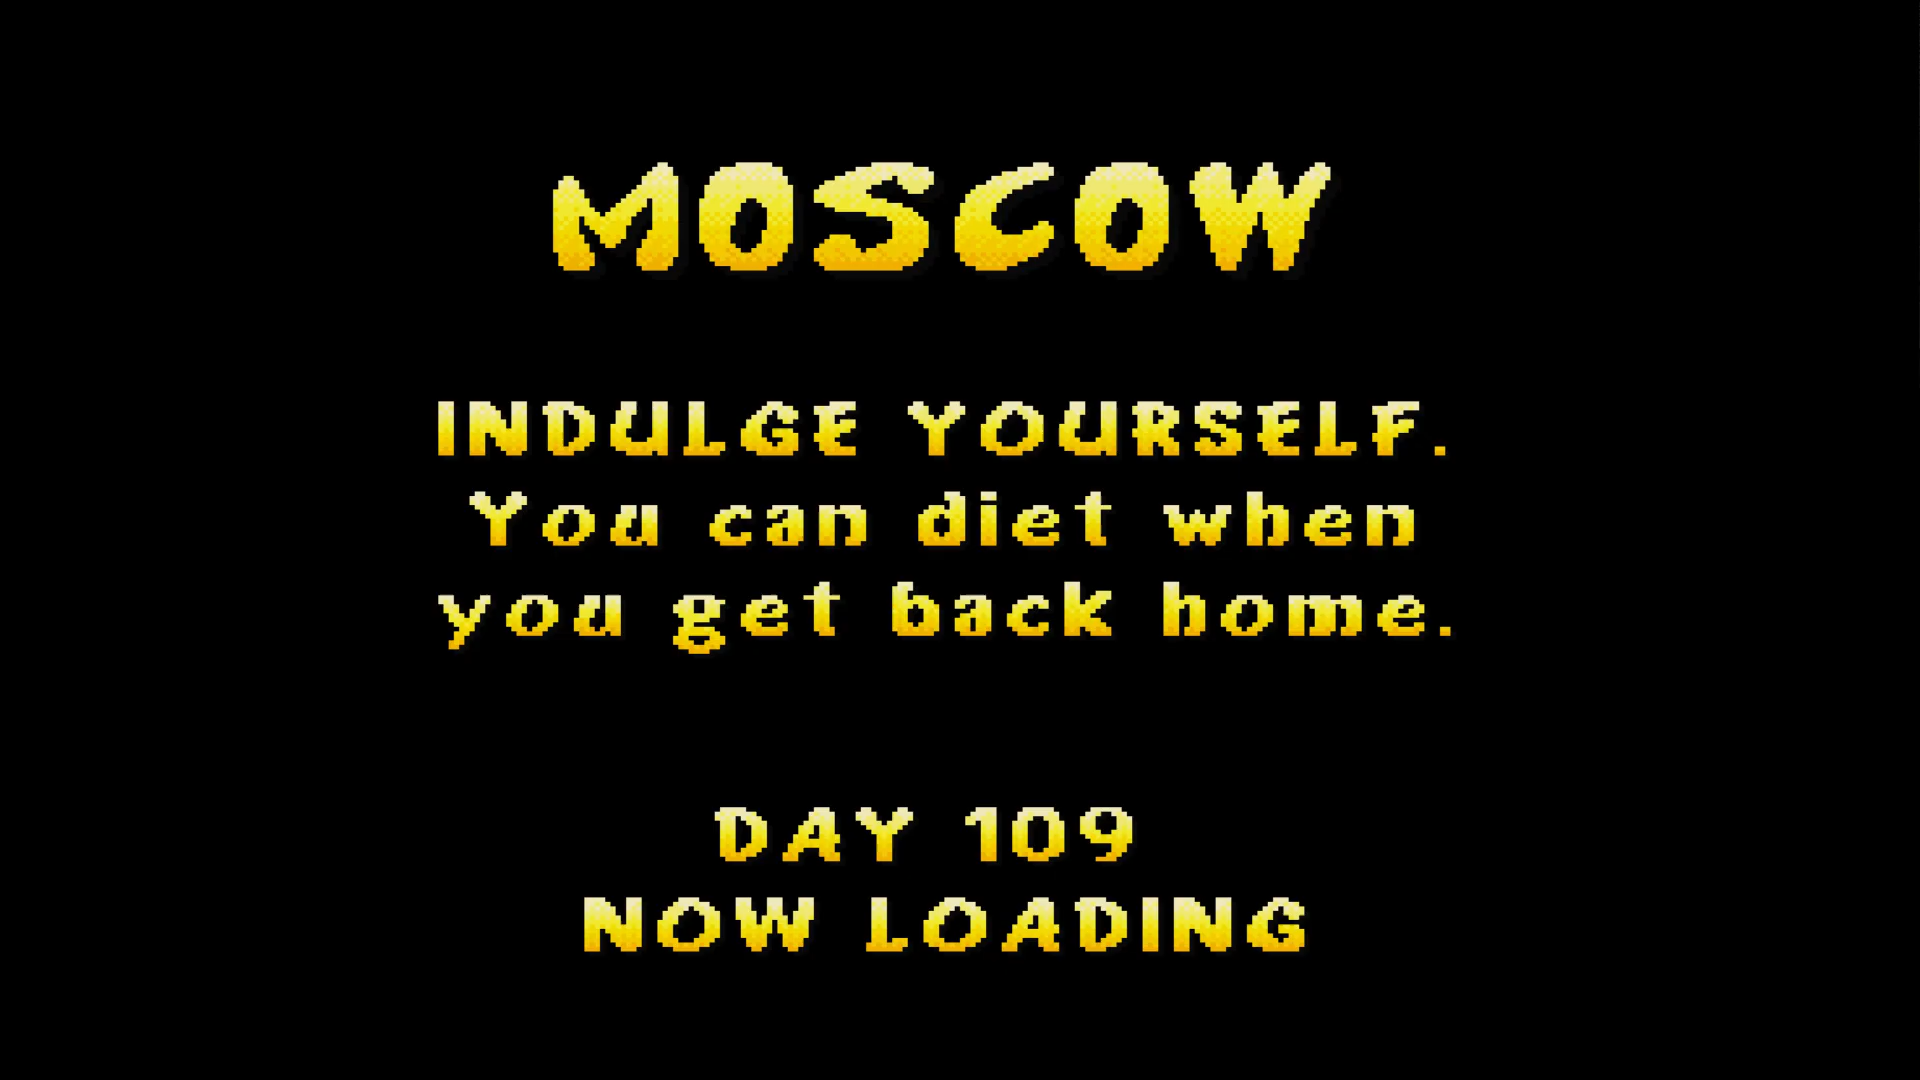 MOSCOW
INDULGE YOURSELF.
You can diet when
you get back home.
DAY 109
NOW LOADING